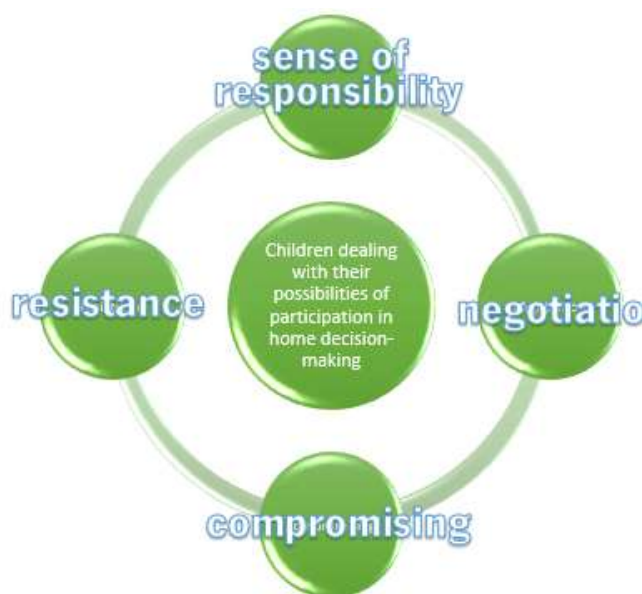 sense of
responsibility
Children dealing
with their
possibilities of
participation in
home decision-
making
resistance
negotiatio
compromising